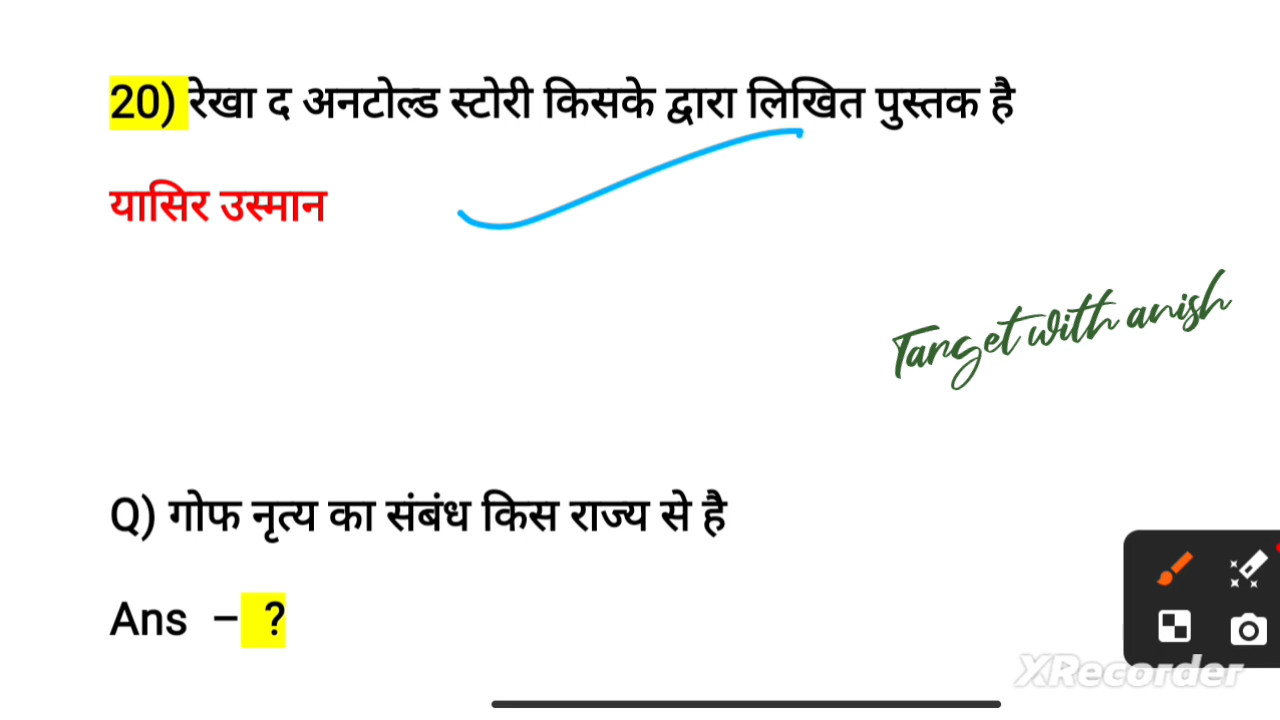 20) रेखा द अनटोल्ड स्टोरी किसके द्वारा लिखित पुस्तक है
यासिर उस्मान
Target with anish
Q) गोफ नृत्य का संबंध किस राज्य से है
Ans – ?
XRecorder